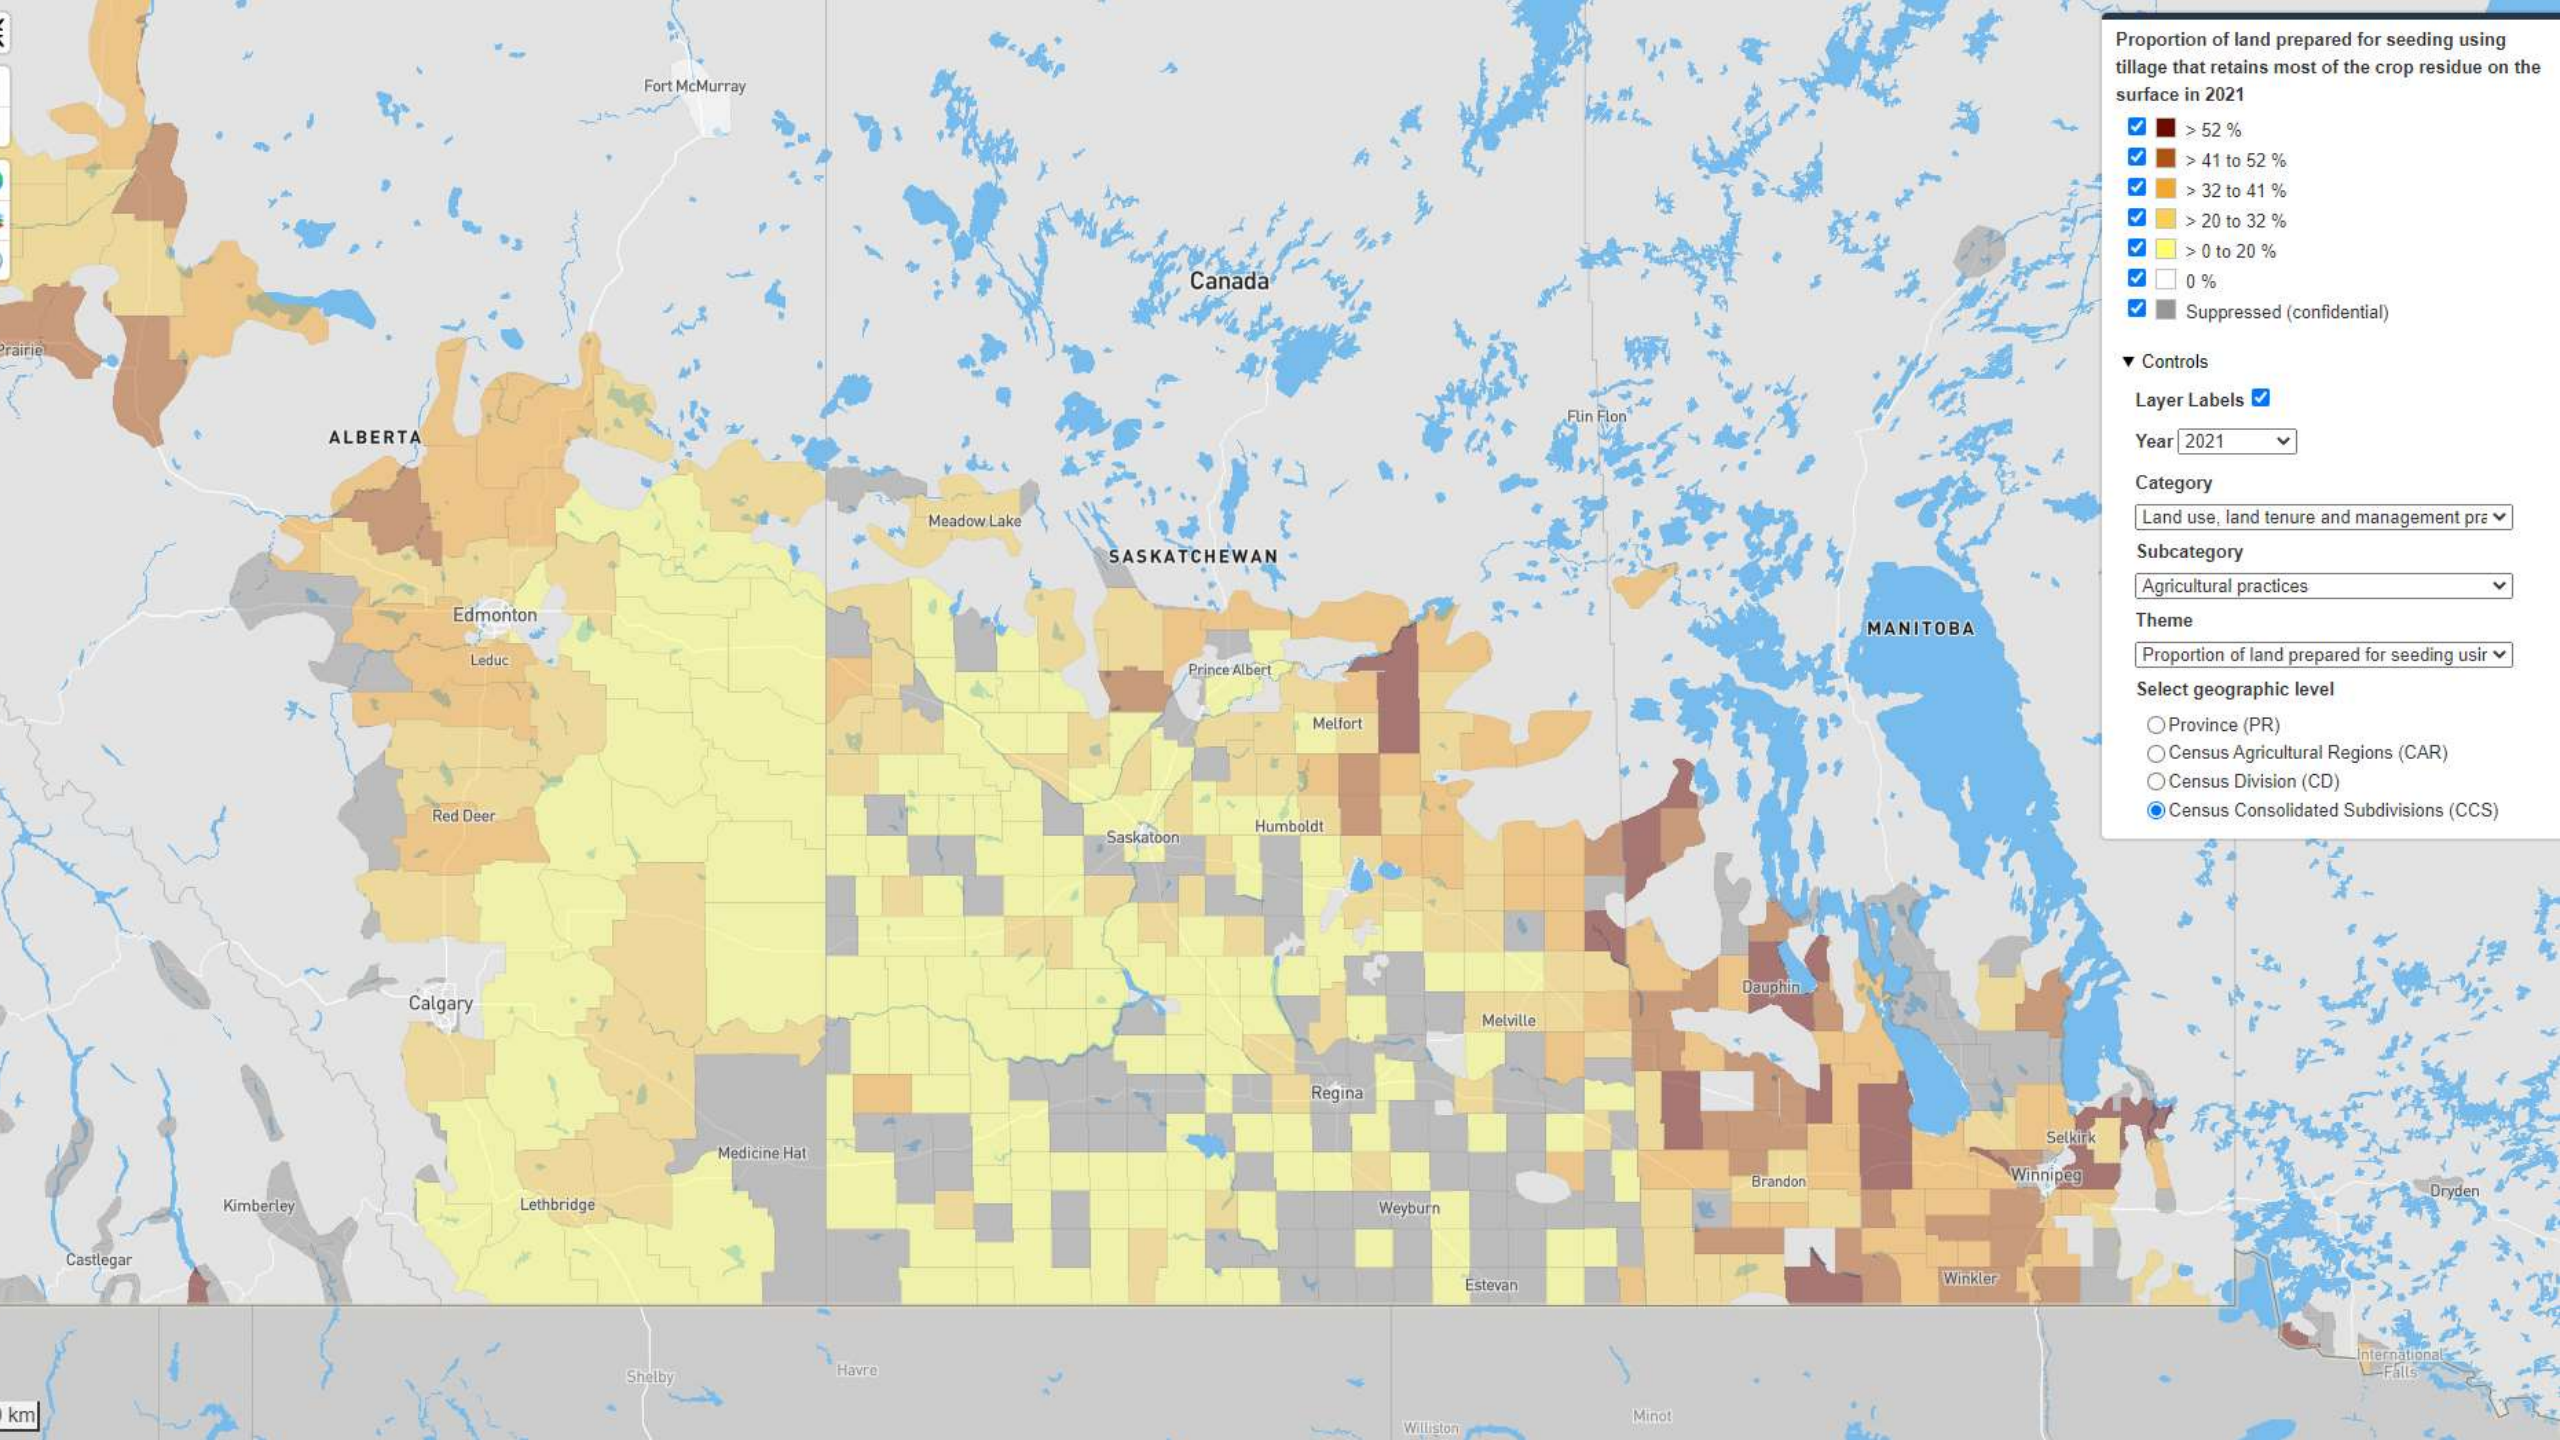 Proportion of land prepared for seeding using
tillage that retains most of the crop residue on the
surface in 2021
> 52 %
> 41 to 52 %
> 32 to 41 %
> 20 to 32 %
> 0 to 20 %
0 %
Suppressed (confidential)
▼ Controls
Layer Labels
Year 2021
Category
Land use, land tenure and management pra
Subcategory
Agricultural practices
Theme
Proportion of land prepared for seeding usir
Select geographic level
Province (PR)
Census Agricultural Regions (CAR)
Census Division (CD)
Census Consolidated Subdivisions (CCS)
Fort McMurray
Canada
Prairie
Flin Flon
ALBERTA
Meadow Lake
SASKATCHEWAN
Edmonton
MANITOBA
Leduc
Prince Albert
Melfort
Red Deer
Humboldt
Saskatoon
Dauphin
Calgary
Melville
Regina
Selkirk
Medicine Hat
Winnipeg
Brandon
Dryden
Kimberley
Lethbridge
Weyburn
Castlegar
Winkler
Estevan
International
Falls
Havre
Shelby
km
Minot
Williston